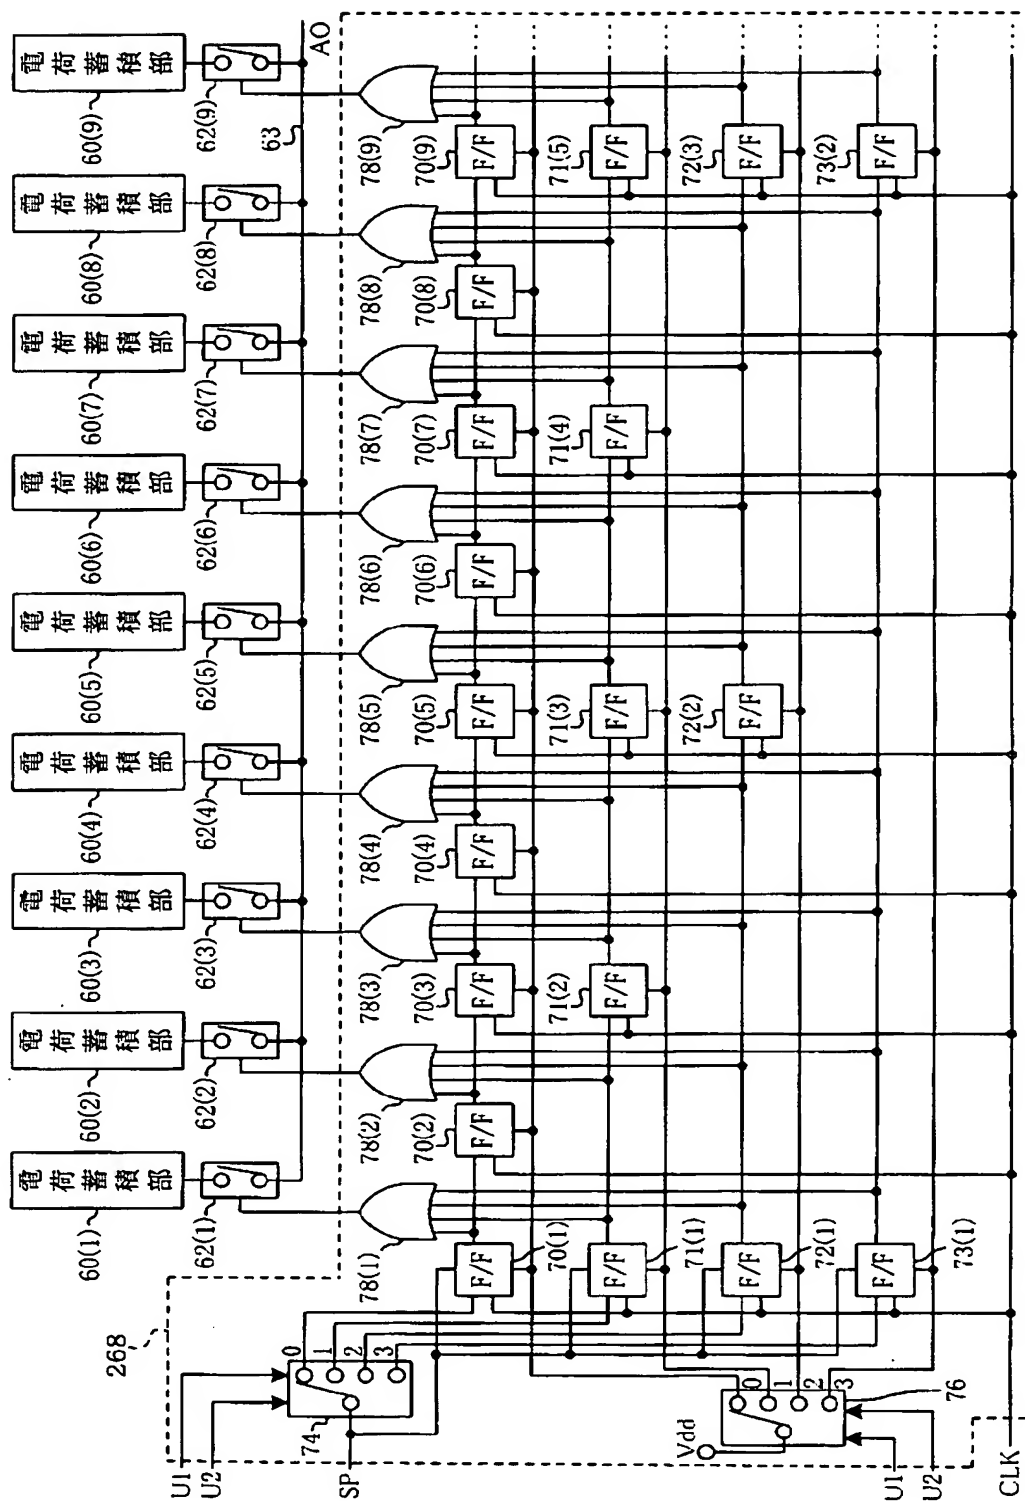 電荷蓄積部
60(1)
電荷蓄積部
60(2)
電荷蓄積部
60(3)
電荷蓄積部
60(4)
電荷蓄積部
60(5)
電荷蓄積部
60(6)
電荷蓄積部
60(7)
電荷蓄積部
60(8)
電荷蓄積部
60(9)
62(1)
62(2)
62(3)
62(4)
62(5)
62(6)
62(7)
62(8)
62(9)
63
AO
268
U1
U2
74
0
1
2
3
SP
78(1)
78(2)
78(3)
78(4)
78(5)
78(6)
78(7)
78(8)
78(9)
F/F
70(1)
F/F
70(2)
F/F
70(3)
F/F
70(4)
F/F
70(5)
F/F
70(6)
F/F
70(7)
F/F
70(8)
F/F
70(9)
F/F
71(1)
F/F
71(2)
F/F
71(3)
F/F
71(4)
F/F
71(5)
F/F
72(1)
F/F
72(2)
F/F
72(3)
F/F
73(1)
F/F
73(2)
Vdd
0
1
2
3
76
U1
U2
CLK